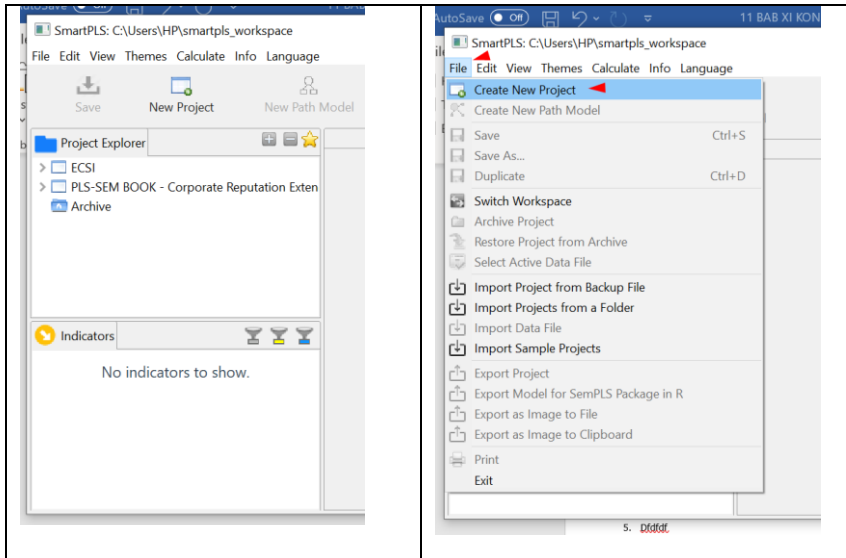 SmartPLS: C:\Users\HP\smartpls_workspace
File Edit View Themes Calculate Info Language
Save New Project New Path Model
Project Explorer
ECSI
PLS-SEM BOOK - Corporate Reputation Exten
Archive
Indicators
No indicators to show.
AutoSave Off 11 BAB XI KON
SmartPLS: C:\Users\HP\smartpls_workspace
File Edit View Themes Calculate Info Language
Create New Project
Create New Path Model
Save Ctrl+S
Save As...
Duplicate Ctrl+D
Switch Workspace
Archive Project
Restore Project from Archive
Select Active Data File
Import Project from Backup File
Import Projects from a Folder
Import Data File
Import Sample Projects
Export Project
Export Model for SemPLS Package in R
Export as Image to File
Export as Image to Clipboard
Print
Exit
5. Dfdfdf